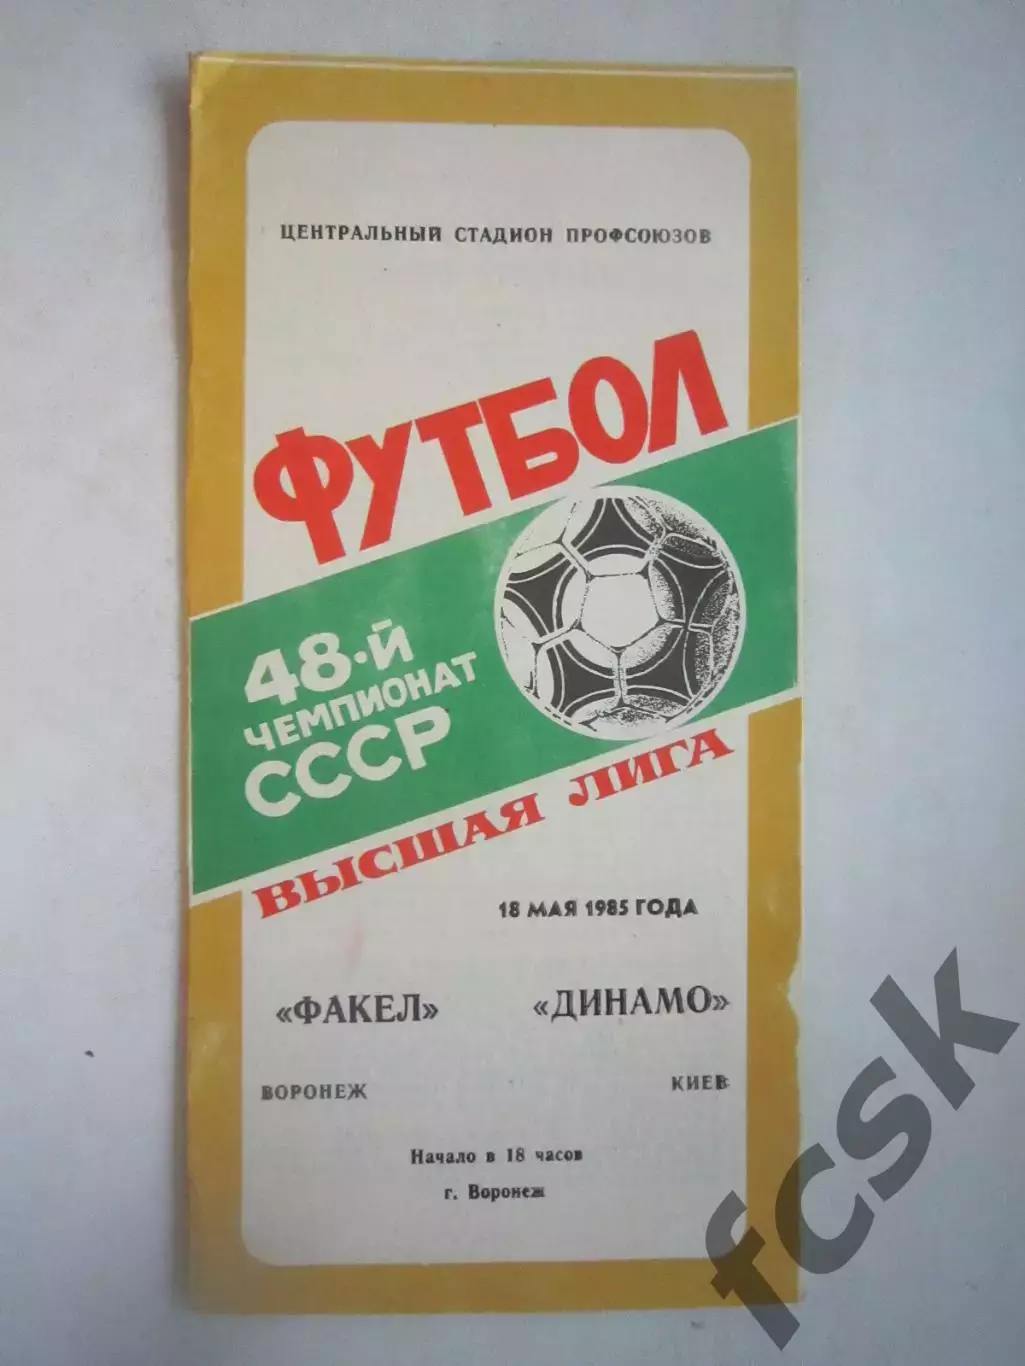 ЦЕНТРАЛЬНЫЙ СТАДИОН ПРОФСОЮЗОВ
ФУТБОЛ
48-й
ЧЕМПИОНАТ
СССР
ВЫСШАЯ ЛИГА
18 МАЯ 1985 ГОДА
«ФАКЕЛ» «ДИНАМО»
ВОРОНЕЖ КИЕВ
Начало в 18 часов
г. Воронеж
fcsk